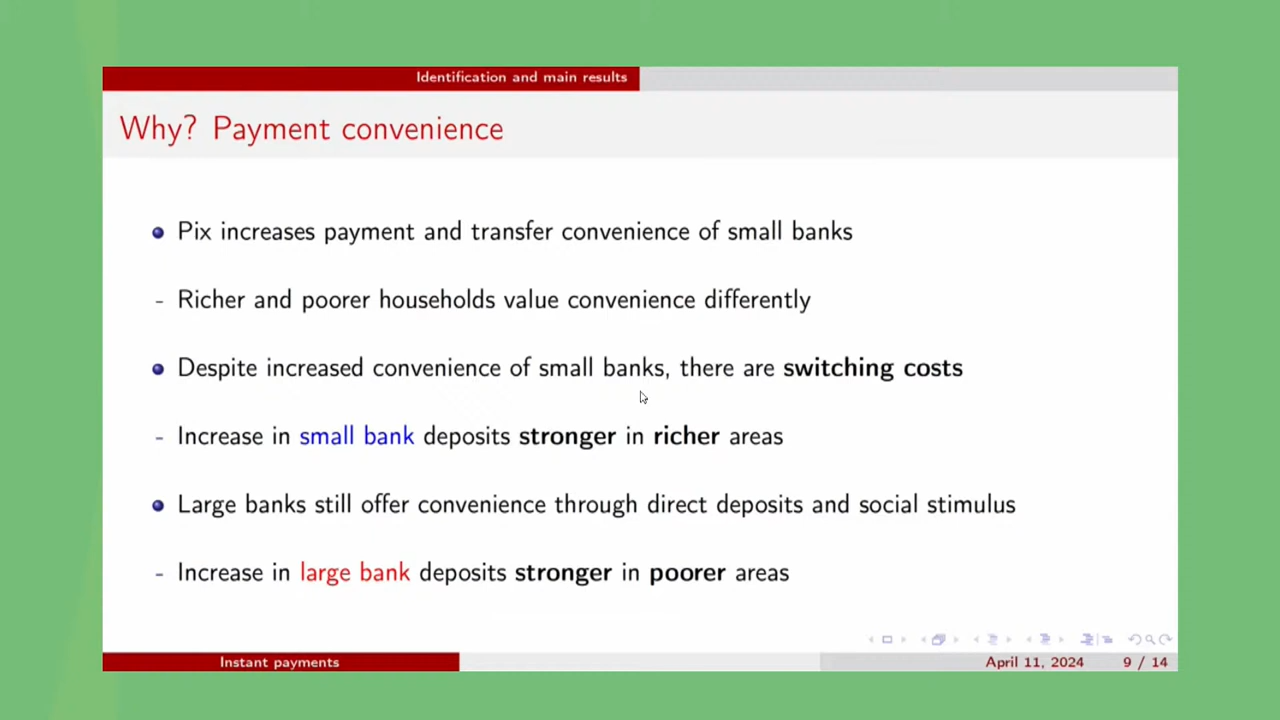 Identification and main results
Why? Payment convenience
Pix increases payment and transfer convenience of small banks
- Richer and poorer households value convenience differently
Despite increased convenience of small banks, there are switching costs
- Increase in small bank deposits stronger in richer areas
Large banks still offer convenience through direct deposits and social stimulus
- Increase in large bank deposits stronger in poorer areas
Instant payments
April 11, 2024 9 / 14